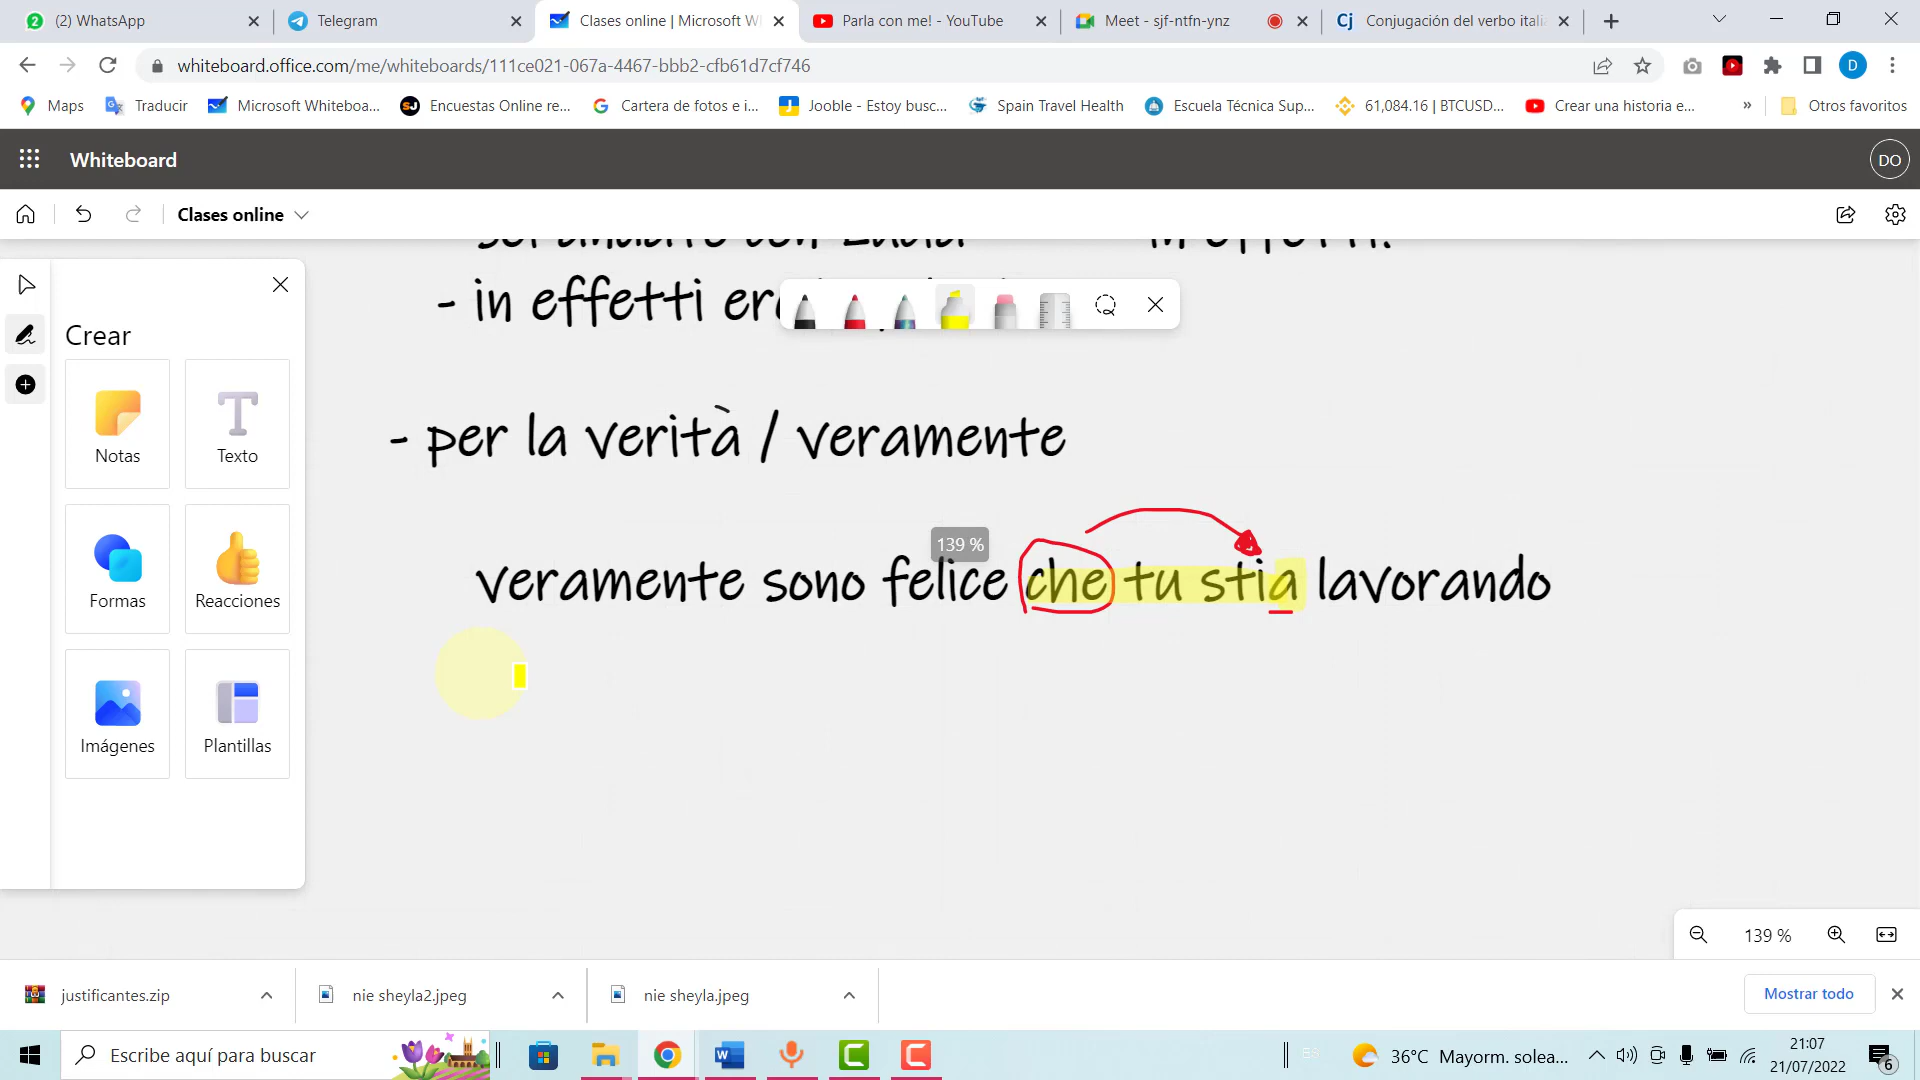 (2) WhatsApp
Telegram
Clases online | Microsoft W
Parla con me! - YouTube
Meet - sjf-ntfn-ynz
Cj Conjugación del verbo itali
whiteboard.office.com/me/whiteboards/111ce021-067a-4467-bbb2-cfb61d7cf746
D
Maps
Traducir
Microsoft Whiteboa...
SJ Encuestas Online re...
Cartera de fotos e i...
Jooble - Estoy busc...
Spain Travel Health
Escuela Técnica Sup...
61,084.16 | BTCUSD...
Crear una historia e...
»
Otros favoritos
Whiteboard
DO
Clases online
in effetti.
- in effetti
- per la verità / veramente
139 %
veramente sono felice che tu stia lavorando
Crear
Notas
Texto
Formas
Reacciones
Imágenes
Plantillas
139 %
justificantes.zip
nie sheyla2.jpeg
nie sheyla.jpeg
Mostrar todo
Escribe aquí para buscar
36°C Mayorm. solea...
21:07
21/07/2022
6